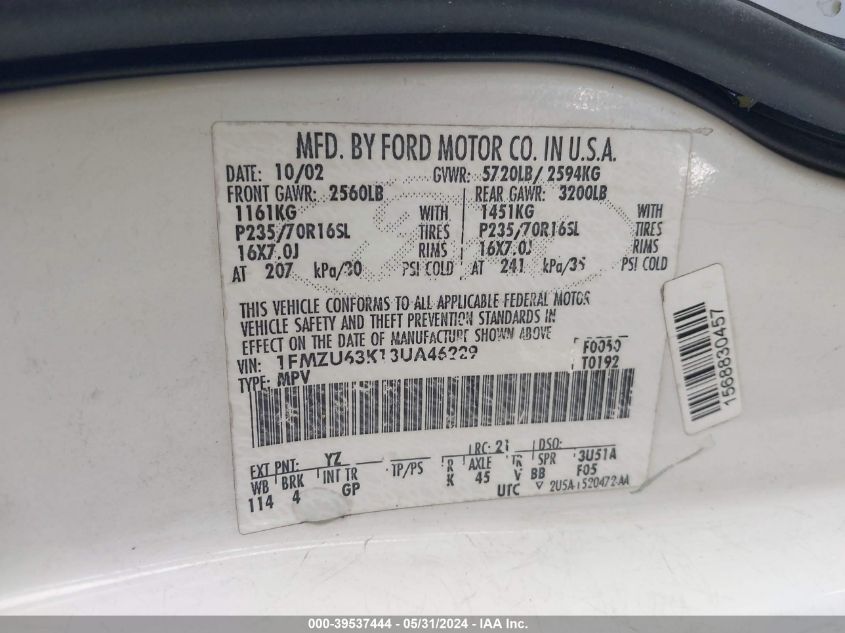 MFD. BY FORD MOTOR CO. IN U.S.A.
DATE: 10/02 GVWR: 5720LB/ 2594KG
FRONT GAWR: 2560LB REAR GAWR: 3200LB
1161KG WITH 1451KG WITH
P235/70R16SL TIRES P235/70R16SL TIRES
16X7.0J RIMS 16X7.0J RIMS
AT 207 kPa/30 PSI COLD AT 241 kPa/35 PSI COLD
THIS VEHICLE CONFORMS TO ALL APPLICABLE FEDERAL MOTOR
VEHICLE SAFETY AND THEFT PREVENTION STANDARDS IN
EFFECT ON THE DATE OF MANUFACTURE SHOWN ABOVE
VIN: 1FMZU63K13UA46229 F0050
TYPE: MPV T0192
EXT PNT: YZ RC: 21 DSO:
WB BRK INT TR TP/PS R AXLE TR SPR 3U51A
114 4 GP K 45 V BB F05
UTC ▽ 2U5A-1520472-AA
1568830457
000-39537444 - 05/31/2024 - IAA Inc.